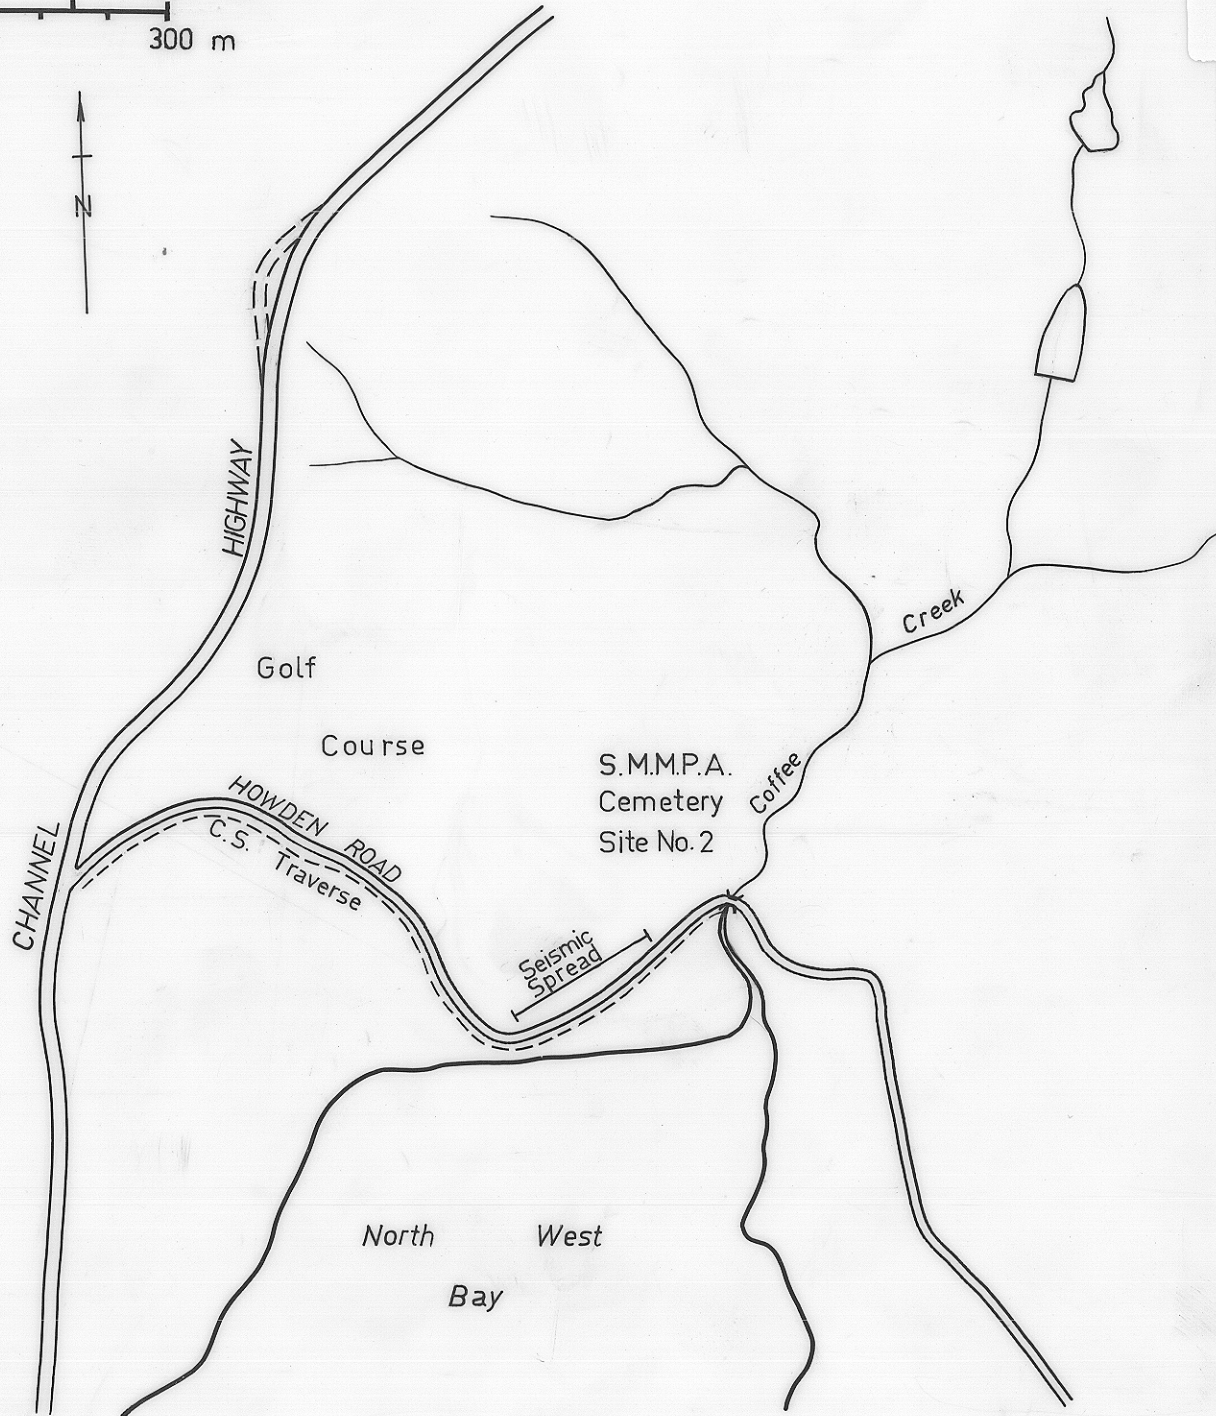 300 m
N
HIGHWAY
Creek
Golf
Course
S.M.M.P.A.
Cemetery
Site No. 2
Coffee
HOWDEN ROAD
C.S. Traverse
CHANNEL
Seismic
Spread
North West
Bay